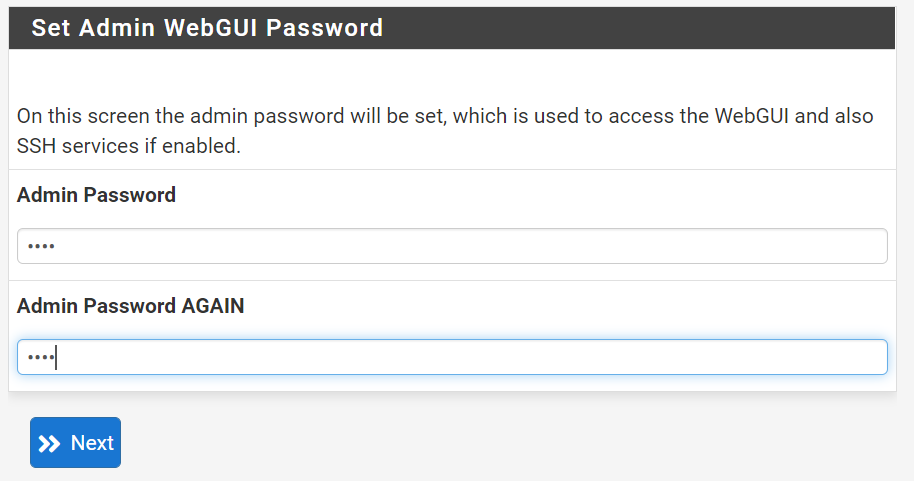 Set Admin WebGUI Password
On this screen the admin password will be set, which is used to access the WebGUI and also
SSH services if enabled.
Admin Password
••••
Admin Password AGAIN
••••
Next